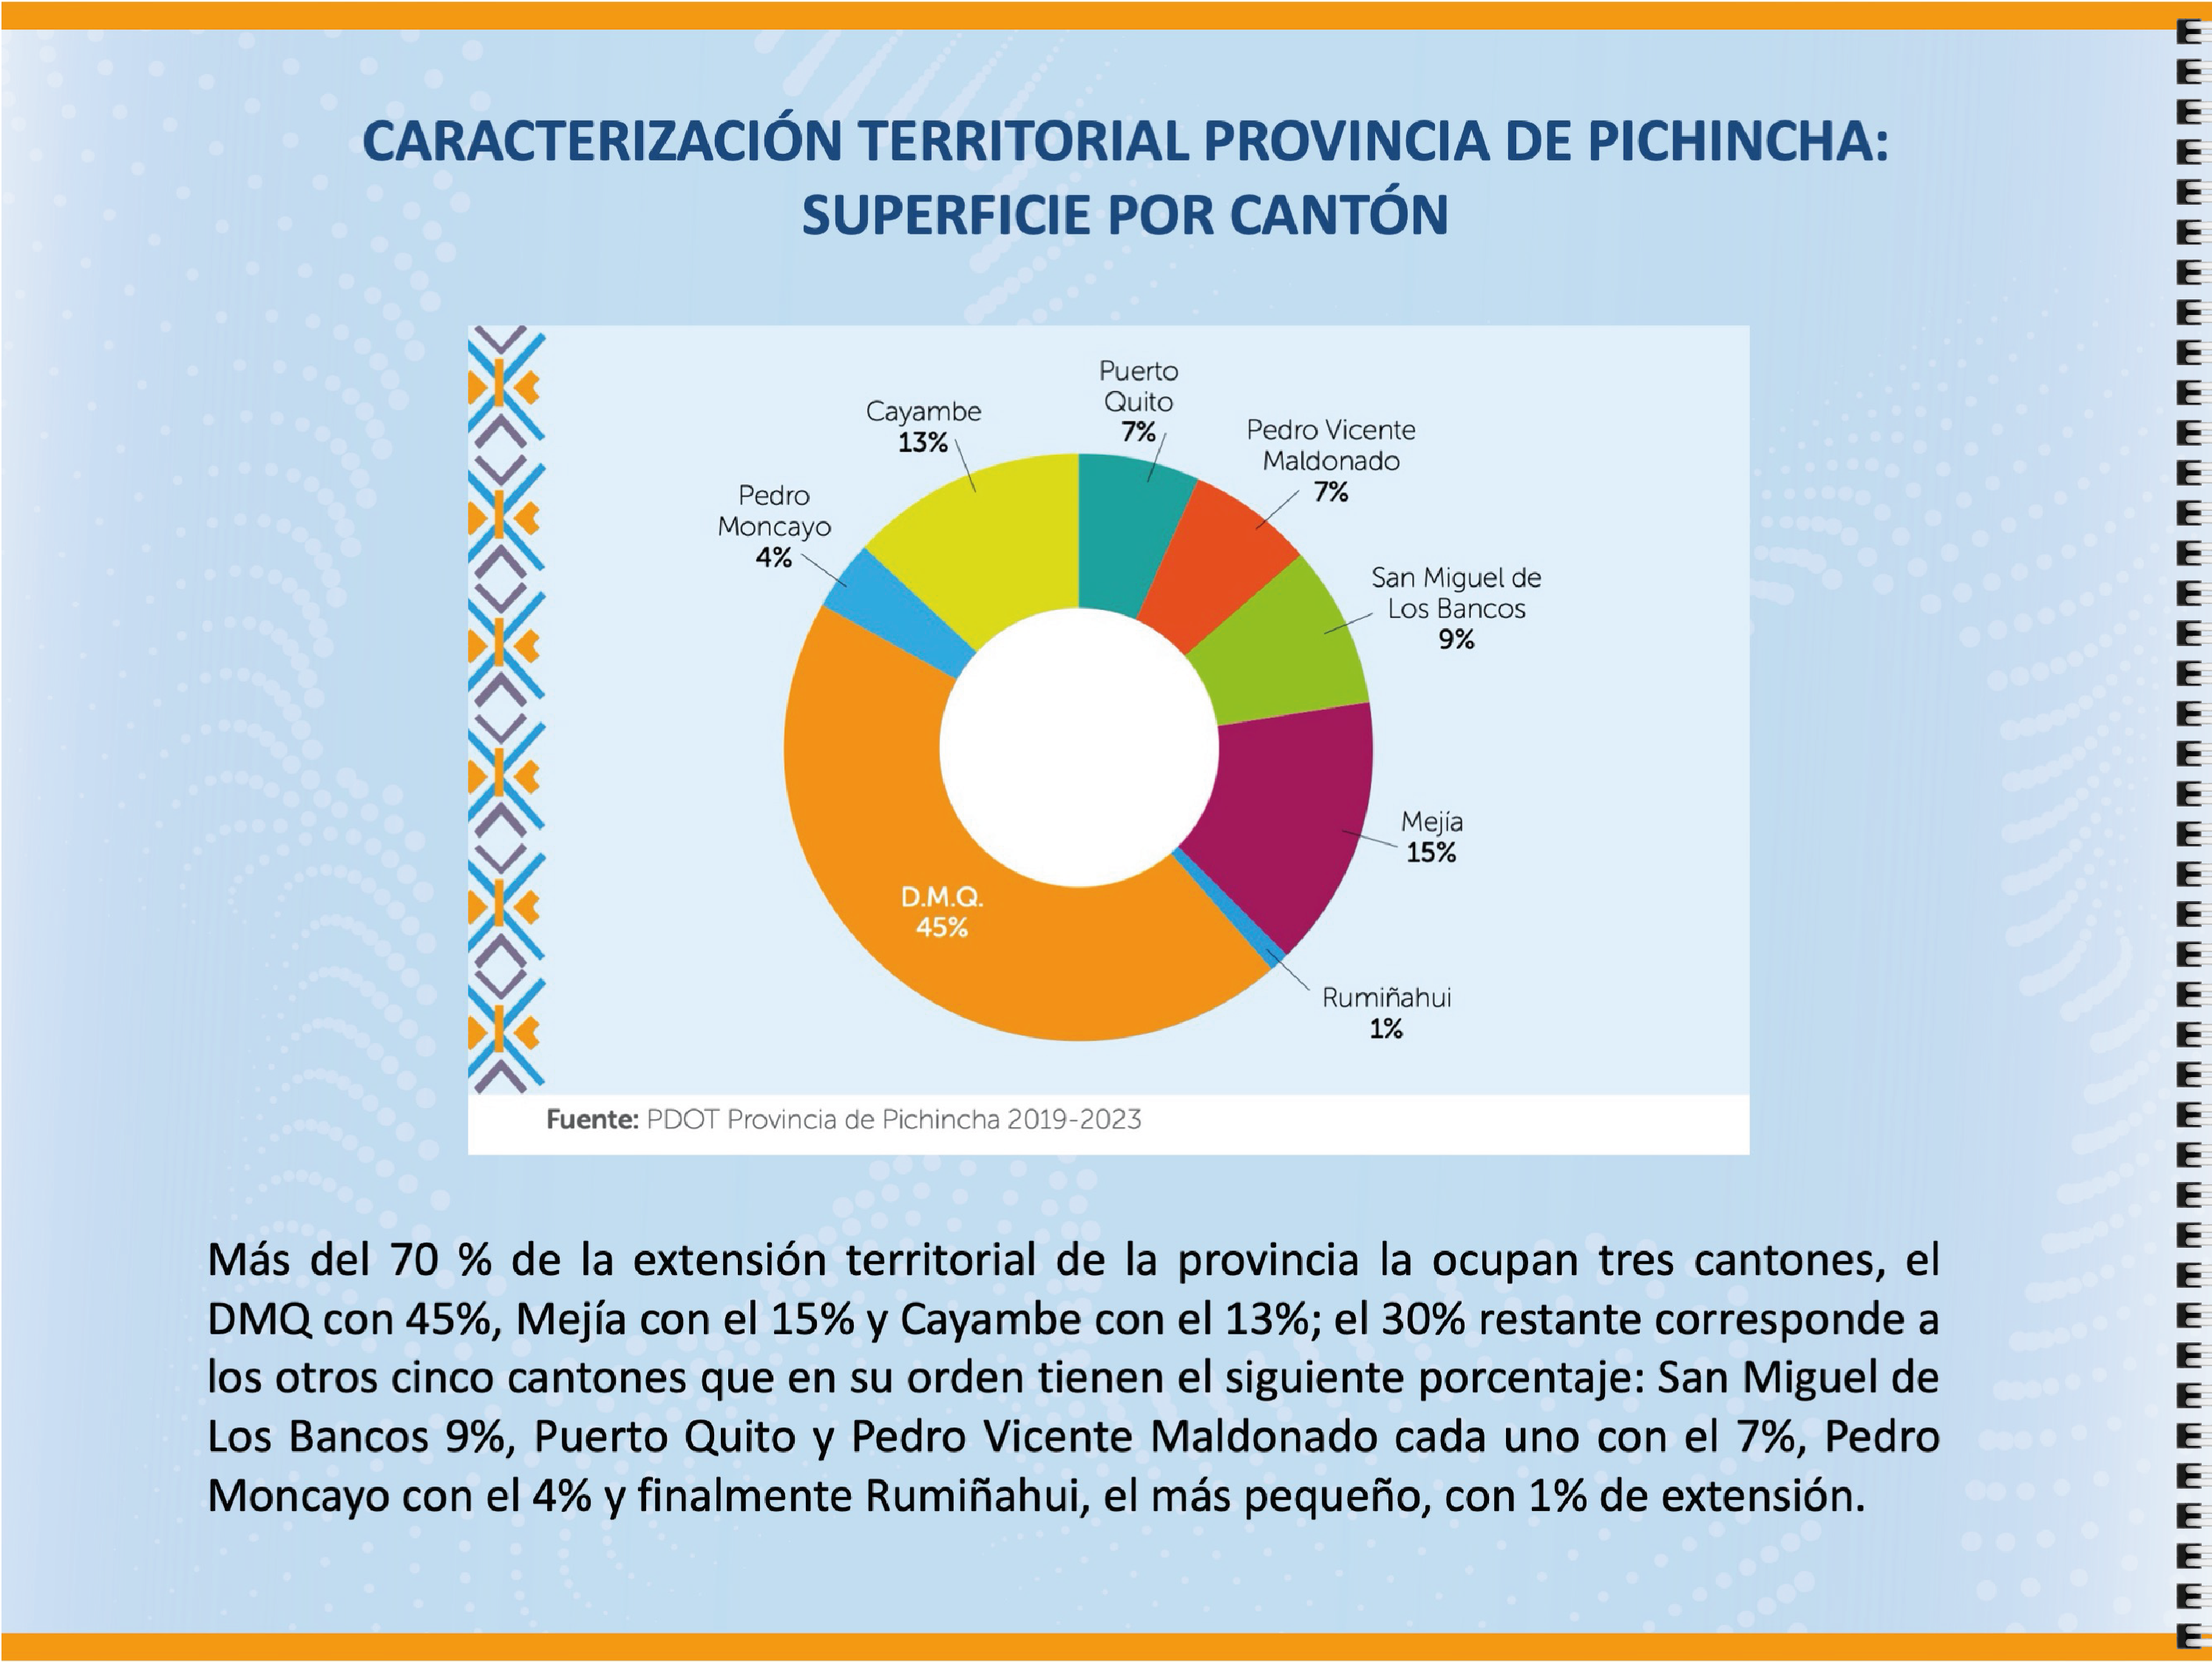 CARACTERIZACIÓN TERRITORIAL PROVINCIA DE PICHINCHA:
SUPERFICIE POR CANTÓN
Puerto
Quito
7%
Cayambe
13%
Pedro Vicente
Maldonado
7%
Pedro
Moncayo
4%
San Miguel de
Los Bancos
9%
Mejía
15%
D.M.Q.
45%
Rumiñahui
1%
Fuente: PDOT Provincia de Pichincha 2019-2023
Más del 70 % de la extensión territorial de la provincia la ocupan tres cantones, el
DMQ con 45%, Mejía con el 15% y Cayambe con el 13%; el 30% restante corresponde a
los otros cinco cantones que en su orden tienen el siguiente porcentaje: San Miguel de
Los Bancos 9%, Puerto Quito y Pedro Vicente Maldonado cada uno con el 7%, Pedro
Moncayo con el 4% y finalmente Rumiñahui, el más pequeño, con 1% de extensión.